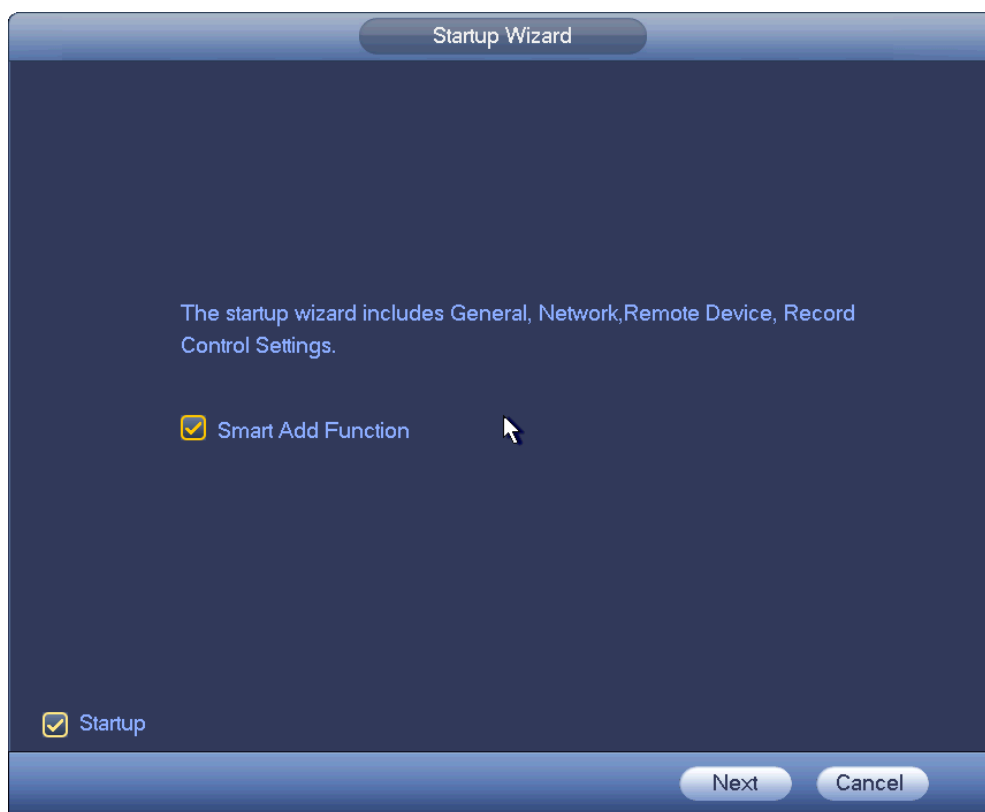 Startup Wizard
The startup wizard includes General, Network,Remote Device, Record
Control Settings.
Smart Add Function
Startup
Next Cancel